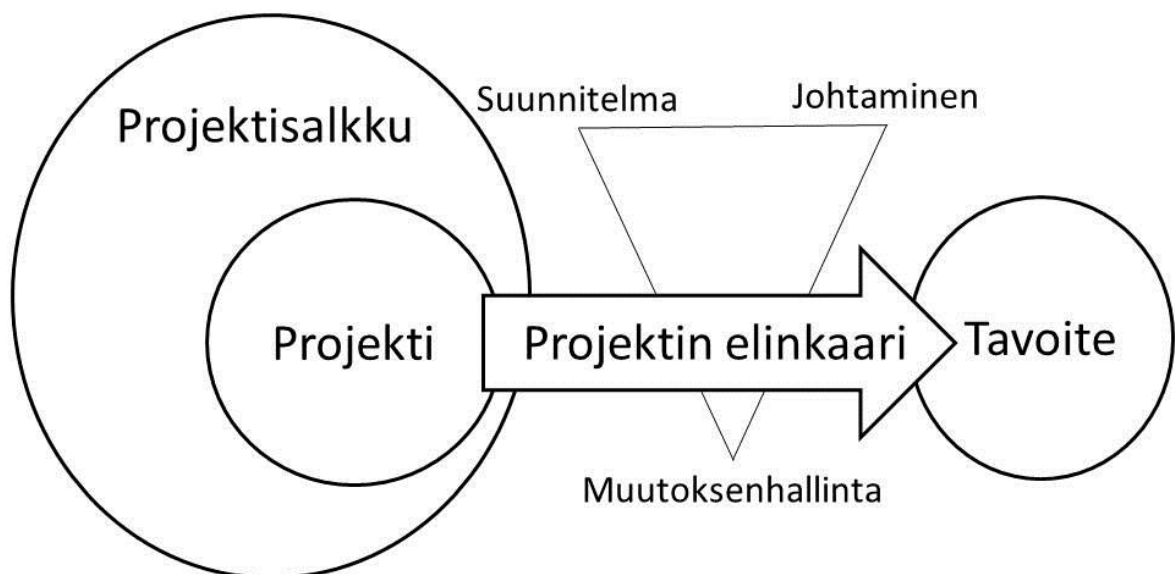 Suunnitelma
Johtaminen
Projektisalkku
Projekti
Projektin elinkaari
Tavoite
Muutoksenhallinta